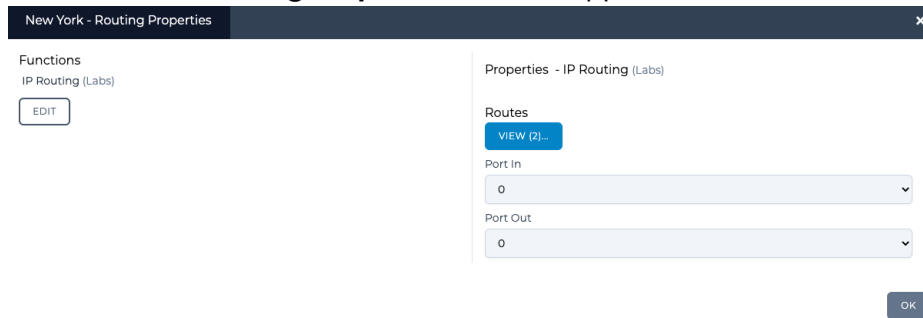 New York - Routing Properties
×
Functions
IP Routing (Labs)
EDIT
Properties - IP Routing (Labs)
Routes
VIEW (2)...
Port In
0
Port Out
0
OK